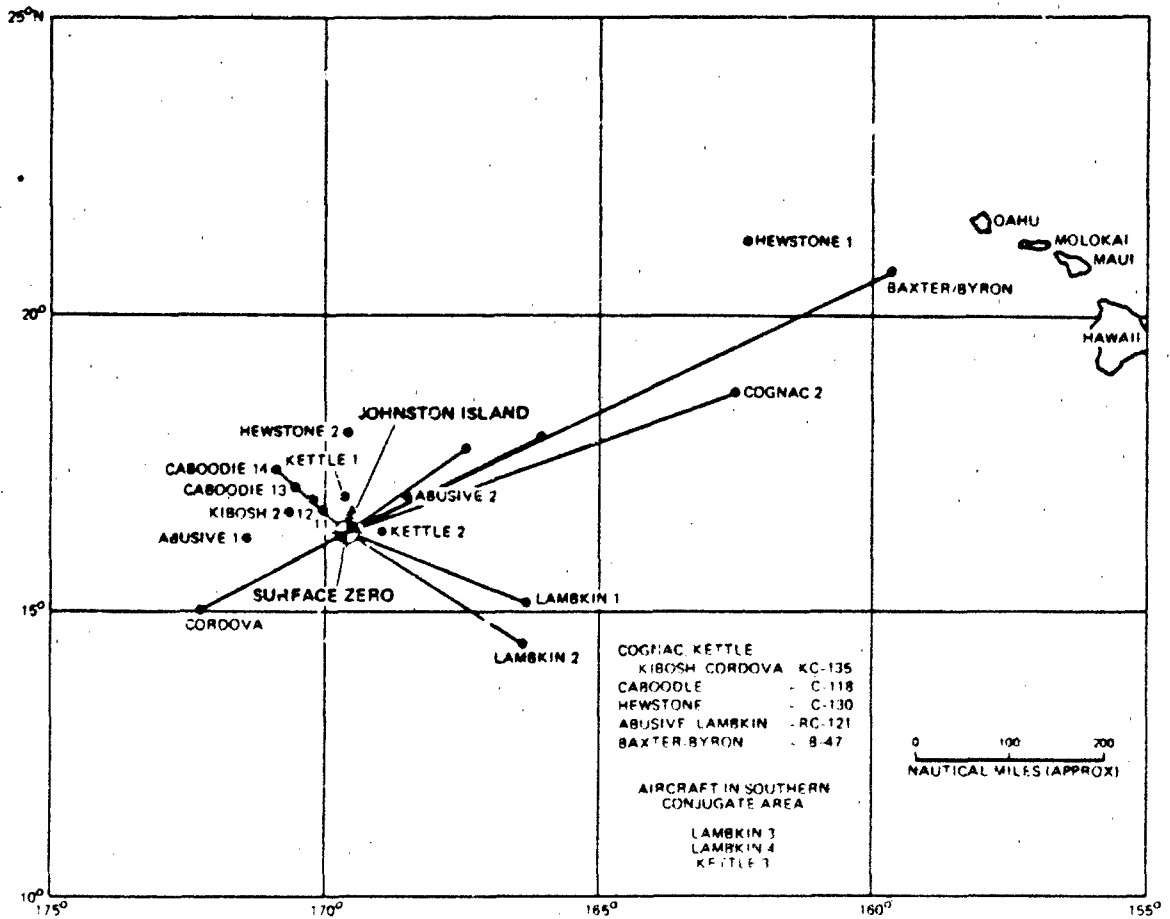 25°N
OAHU
MOLOKAI
MAUI
HEWSTONE 1
BAXTER/BYRON
20°
HAWAII
COGNAC 2
JOHNSTON ISLAND
HEWSTONE 2
KETTLE 1
CABOODIE 14
CABOODIE 13
ABUSIVE 2
KIBOSH 2
12
11
KETTLE 2
ABUSIVE 1
SURFACE ZERO
LAMBKIN 1
15°
CORDOVA
LAMBKIN 2
COGNAC, KETTLE
KIBOSH CORDOVA KC-135
CABOODLE - C-118
HEWSTONE - C-130
ABUSIVE LAMBKIN -RC-121
BAXTER-BYRON - B-47
0 100 200
NAUTICAL MILES (APPROX)
AIRCRAFT IN SOUTHERN
CONJUGATE AREA
LAMBKIN 3
LAMBKIN 4
KETTLE 3
10°
175° 170° 165° 160° 155°